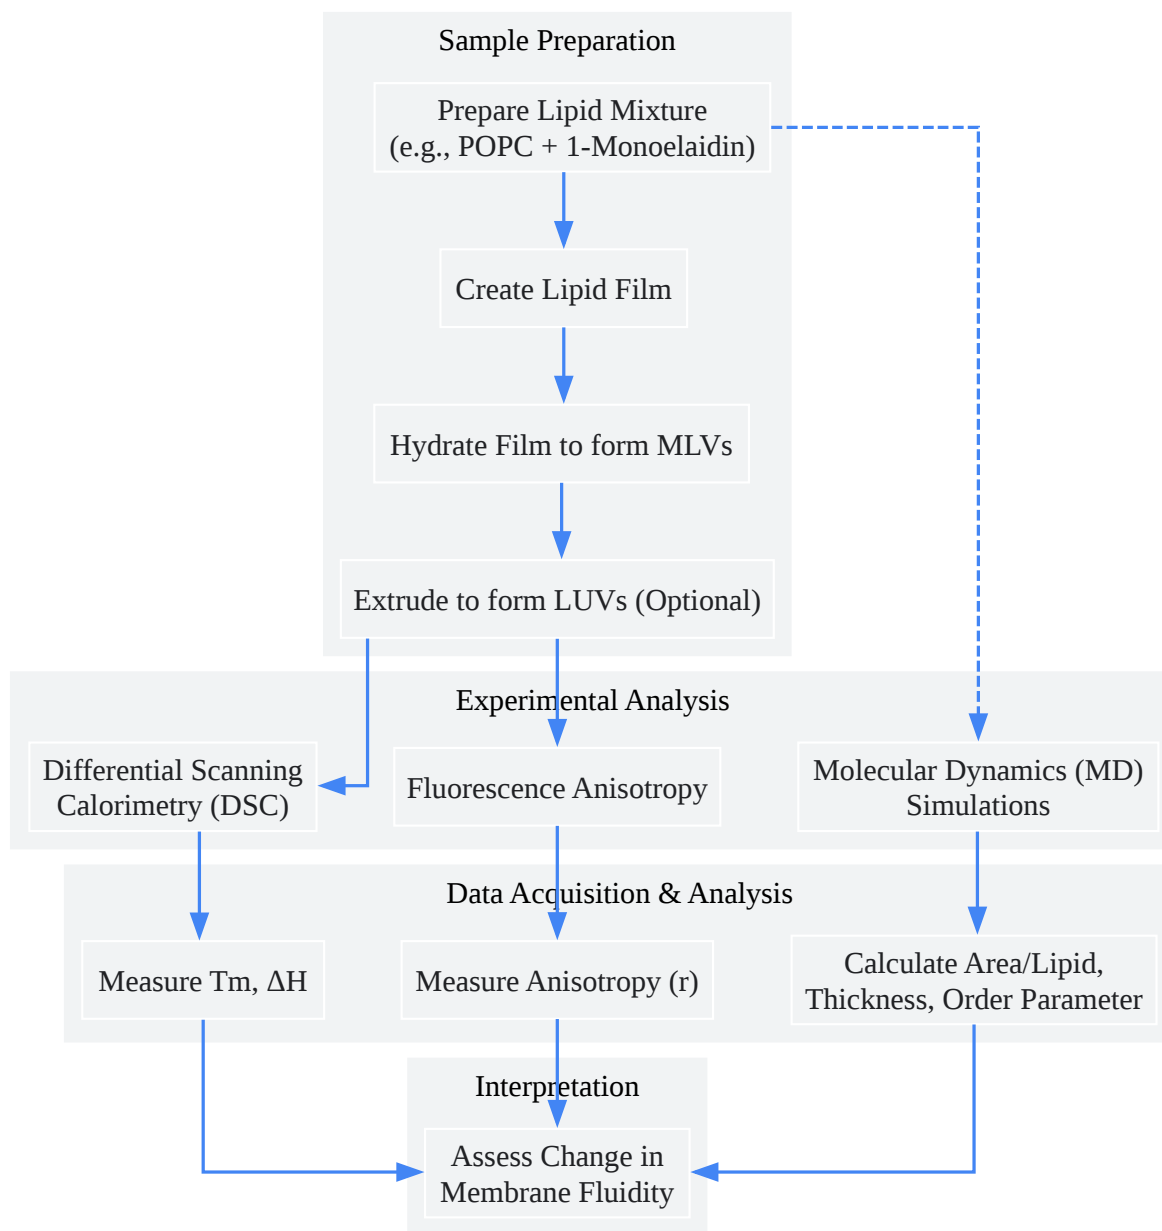 Sample Preparation
Prepare Lipid Mixture
(e.g., POPC + 1-Monoelaidin)
Create Lipid Film
Hydrate Film to form MLVs
Extrude to form LUVs (Optional)
Experimental Analysis
Differential Scanning
Calorimetry (DSC)
Fluorescence Anisotropy
Molecular Dynamics (MD)
Simulations
Data Acquisition & Analysis
Measure Tm, ΔH
Measure Anisotropy (r)
Calculate Area/Lipid,
Thickness, Order Parameter
Interpretation
Assess Change in
Membrane Fluidity